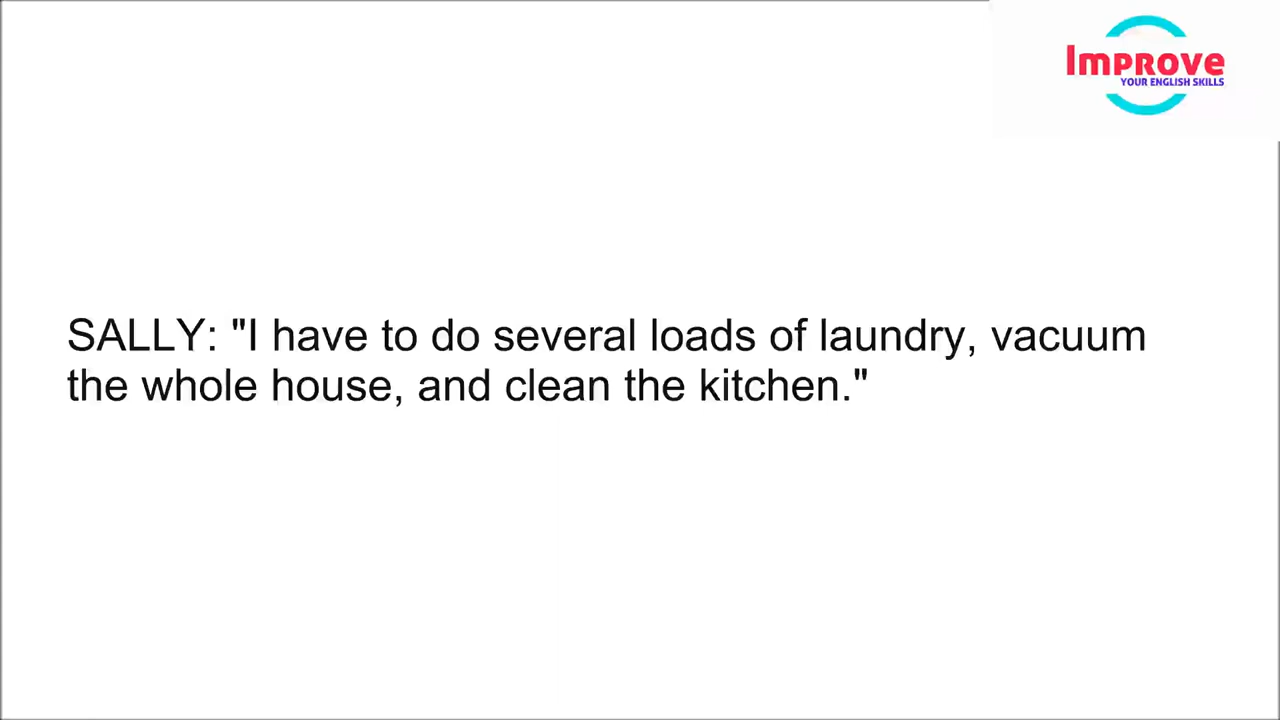 Improve
YOUR ENGLISH SKILLS
SALLY: "I have to do several loads of laundry, vacuum
the whole house, and clean the kitchen."